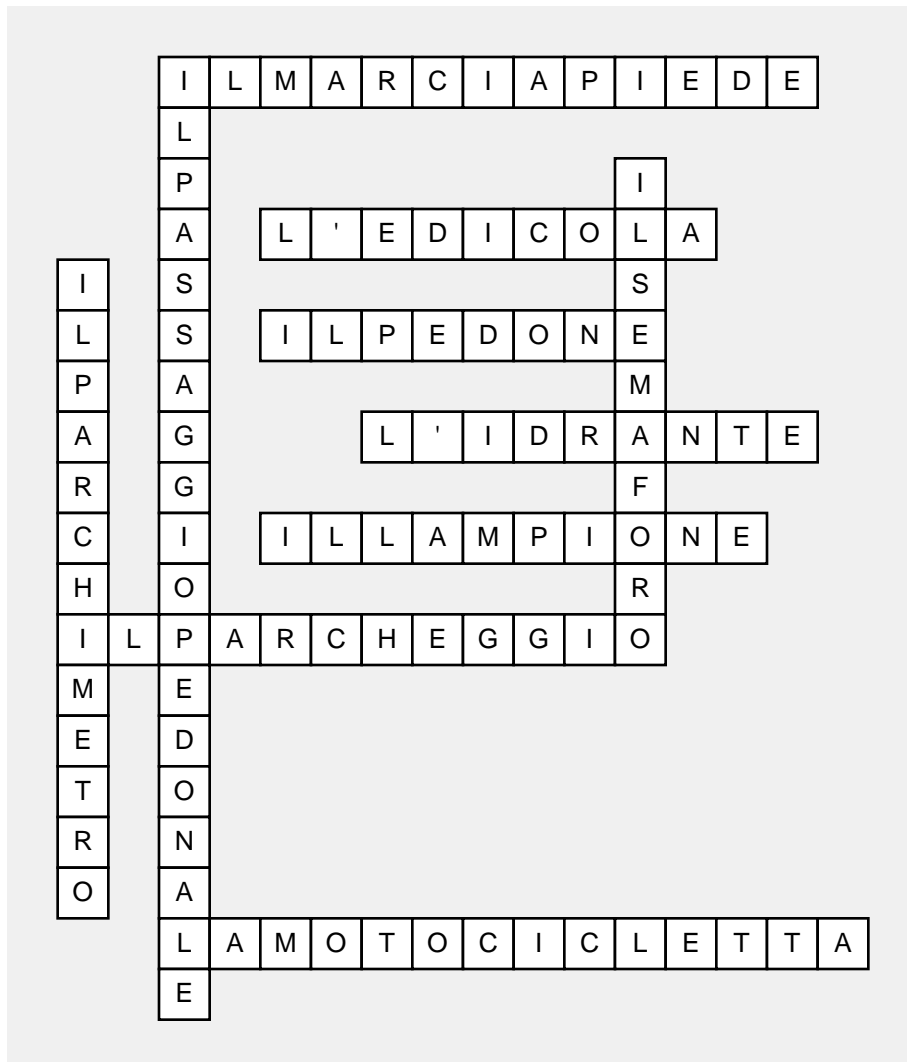 ILMARCIAPIEDE
ILPASSAGGIOPEDONALE
ILSEMAFORO
L'EDICOLA
ILPARCHIMETRO
ILPEDONE
L'IDRANTE
ILLAMPIONE
ILPARCHEGGIO
LAMOTOCICLETTA